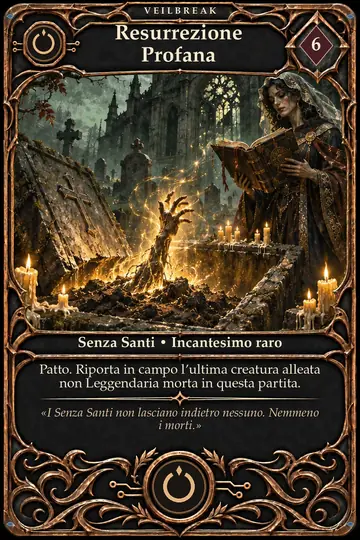 VEILBREAK
Resurrezione
Profana
6
Senza Santi • Incantesimo raro
Patto. Riporta in campo l'ultima creatura alleata
non Leggendaria morta in questa partita.
«I Senza Santi non lasciano indietro nessuno. Nemmeno
i morti.»